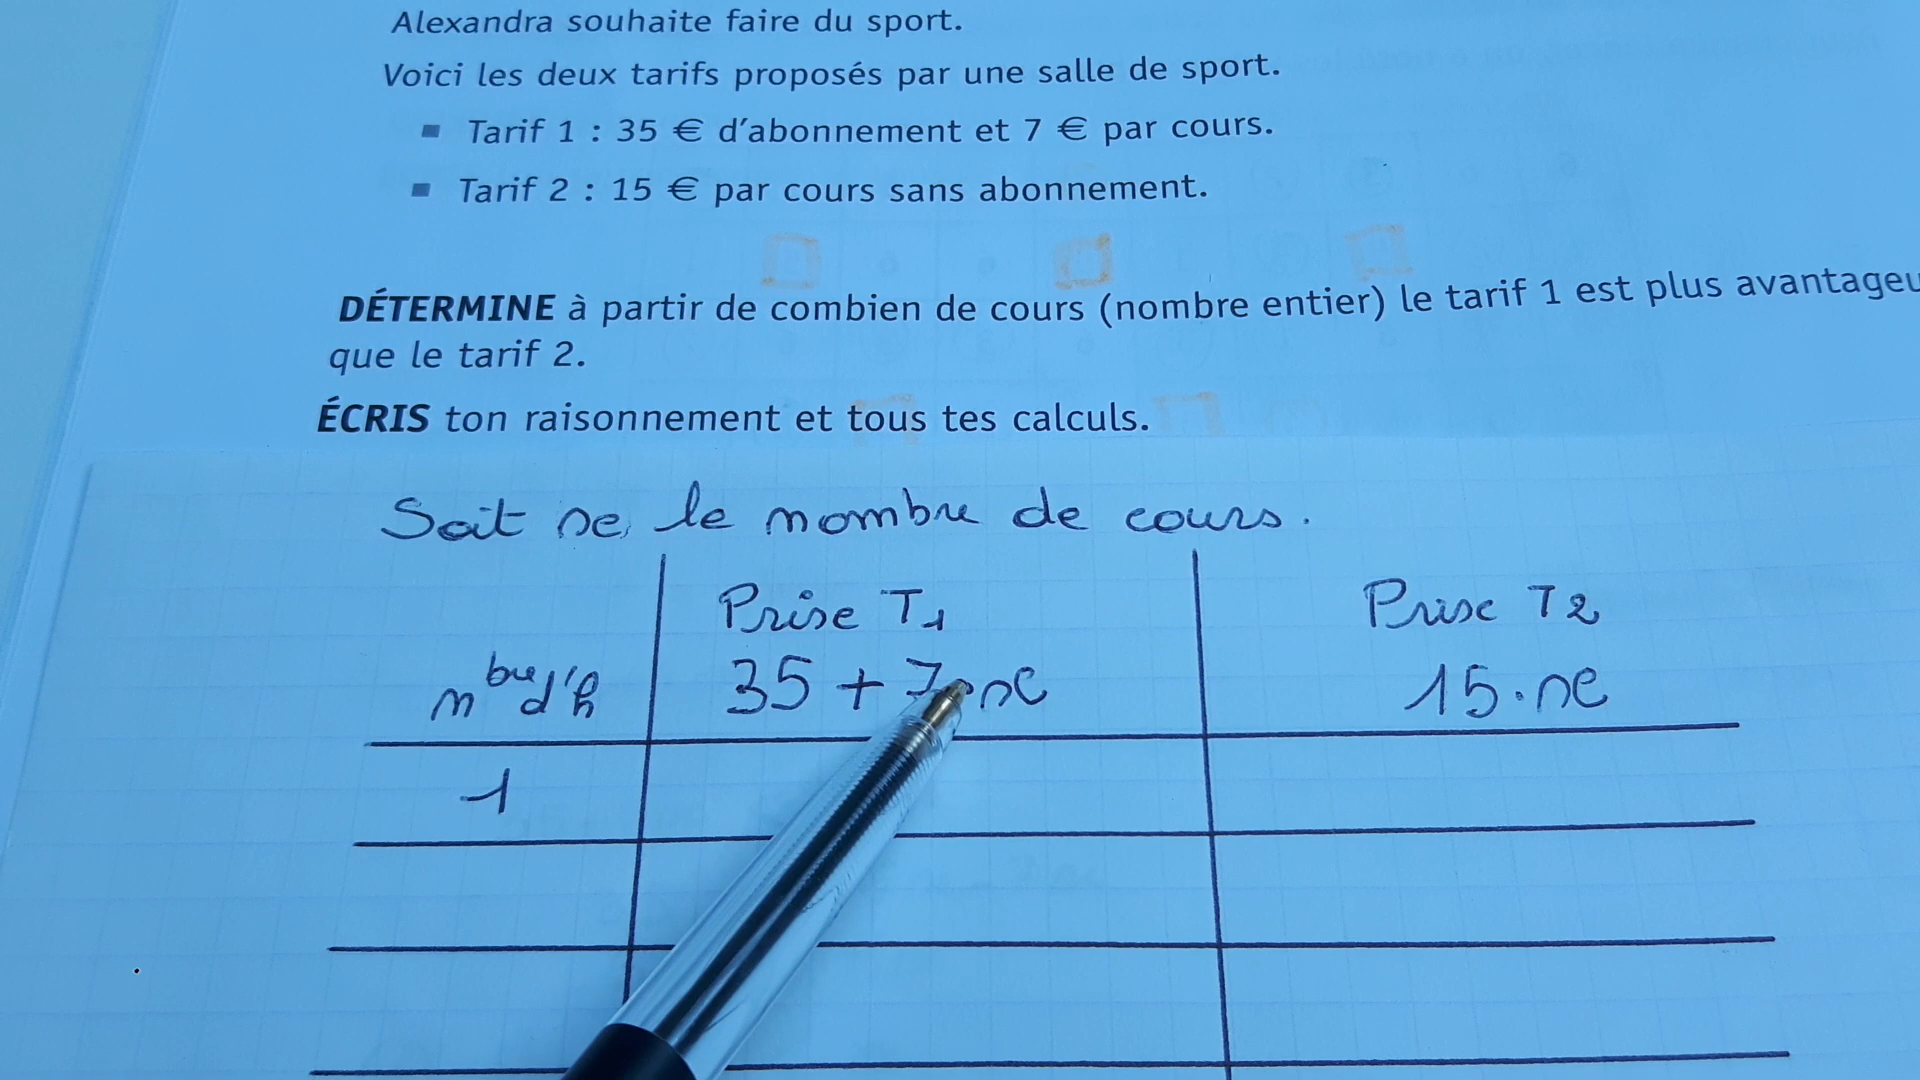 Alexandra souhaite faire du sport.
Voici les deux tarifs proposés par une salle de sport.
▪ Tarif 1 : 35 € d'abonnement et 7 € par cours.
▪ Tarif 2 : 15 € par cours sans abonnement.
DÉTERMINE à partir de combien de cours (nombre entier) le tarif 1 est plus avantageu
que le tarif 2.
ÉCRIS ton raisonnement et tous tes calculs.
Soit x le nombre de cours.
Prix T1 Prix T2
nbre d'h 35 + 7·x 15·x
1